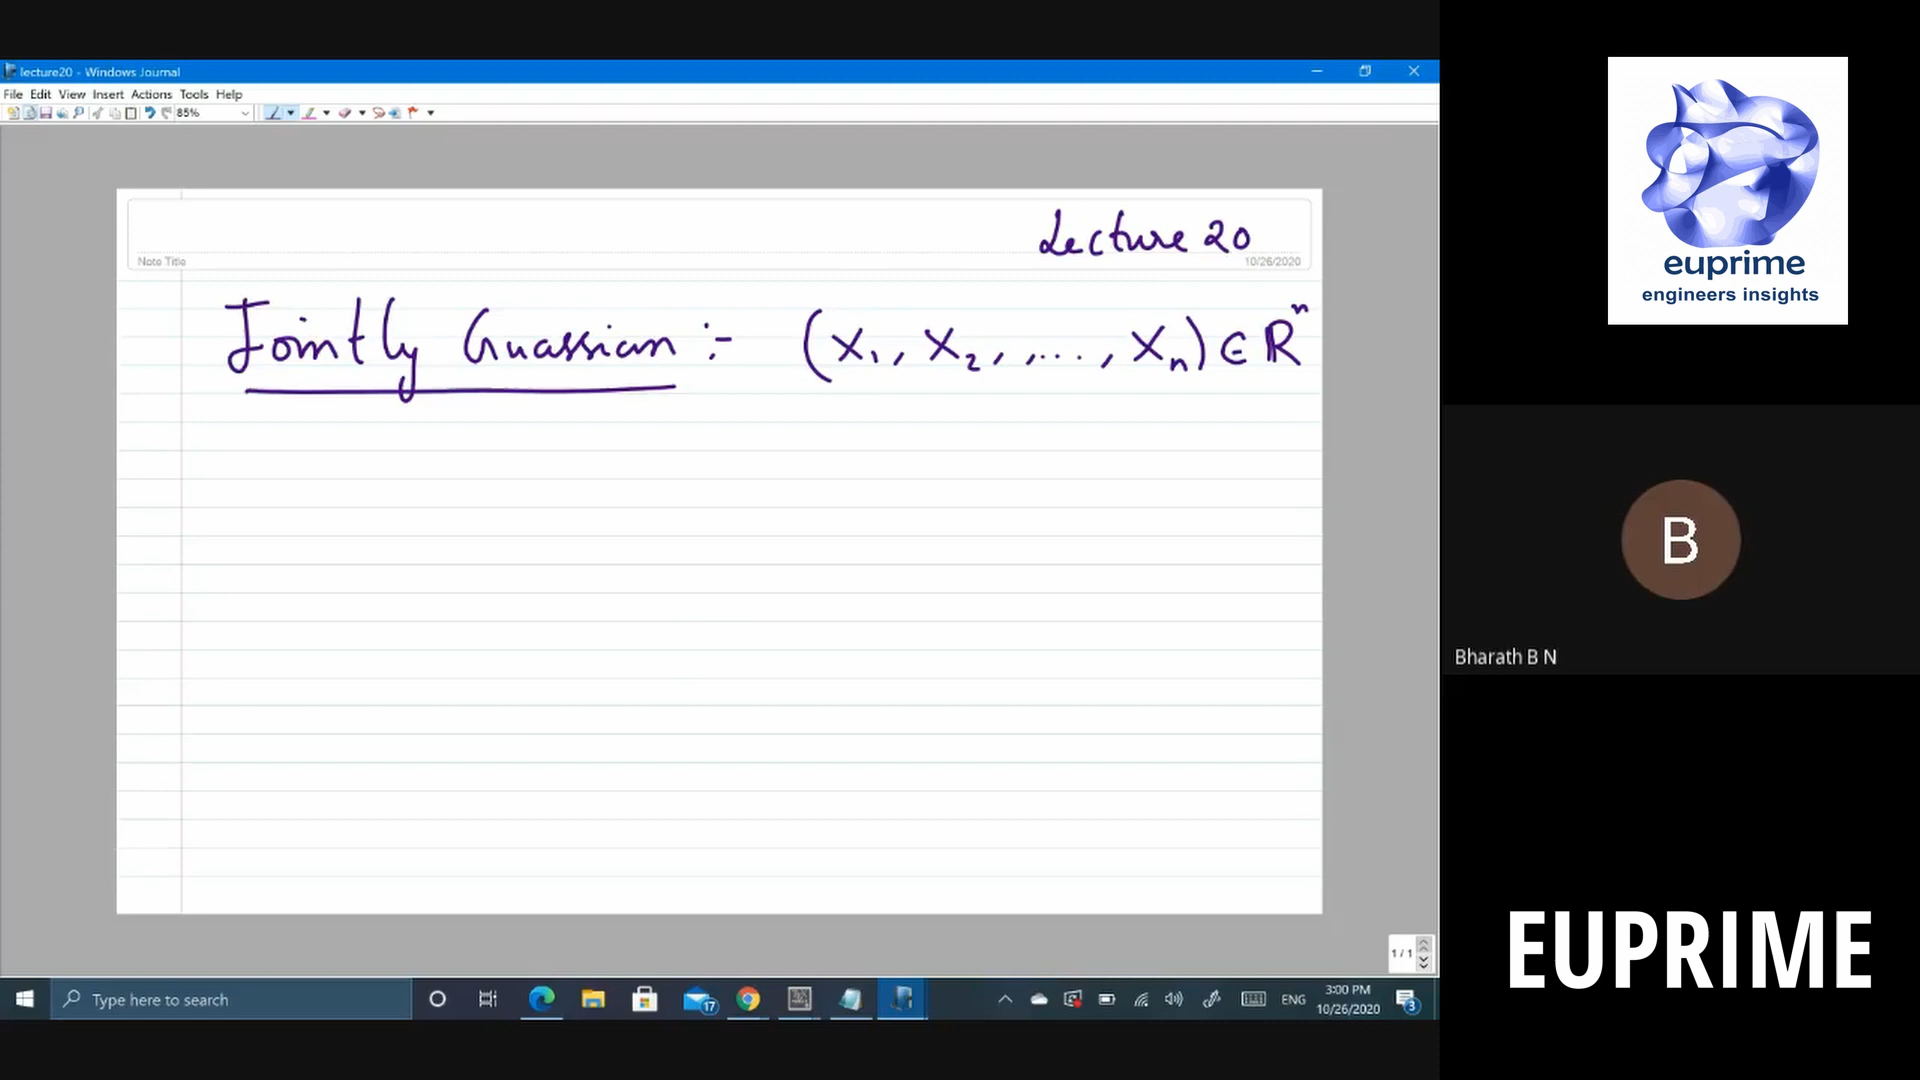 lecture20 - Windows Journal
File Edit View Insert Actions Tools Help
85%
Lecture 20
Note Title
10/26/2020
Jointly Guassian :- (X₁, X₂, ,...., Xₙ) ∈ ℝⁿ
1 / 1
Type here to search
17
ENG
3:00 PM
10/26/2020
3
euprime
engineers insights
B
Bharath B N
EUPRIME